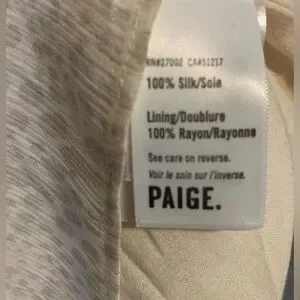 RN#27002 CA#51217
100% Silk/Soie
Lining/Doublure
100% Rayon/Rayonne
See care on reverse.
Voir le soin sur l'inverse.
PAIGE.